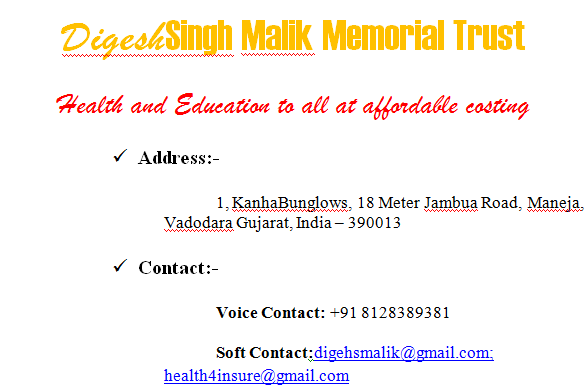 DigeshSingh Malik Memorial Trust
Health and Education to all at affordable costing
✓ Address:-
1, KanhaBunglows, 18 Meter Jambua Road, Maneja,
Vadodara Gujarat, India – 390013
✓ Contact:-
Voice Contact: +91 8128389381
Soft Contact:digehsmalik@gmail.com;
health4insure@gmail.com